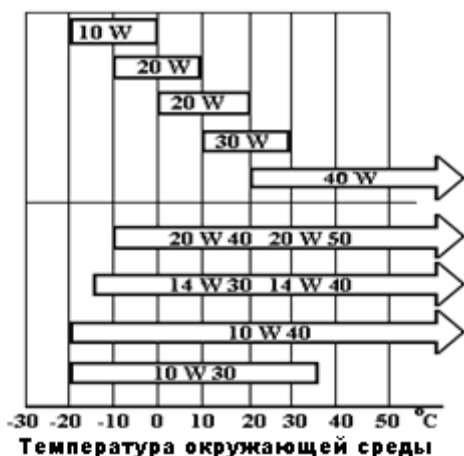 10 W
20 W
20 W
30 W
40 W
20 W 40 20 W 50
14 W 30 14 W 40
10 W 40
10 W 30
-30 -20 -10 0 10 20 30 40 50 °C
Температура окружающей среды